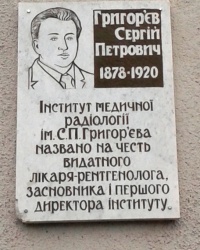 Григор'єв
Сергій
Петрович
1878-1920
Інститут медичної
радіології
ім. С.П.Григор'єва
названо на честь
видатного
лікаря-рентгенолога,
засновника і першого
директора інституту